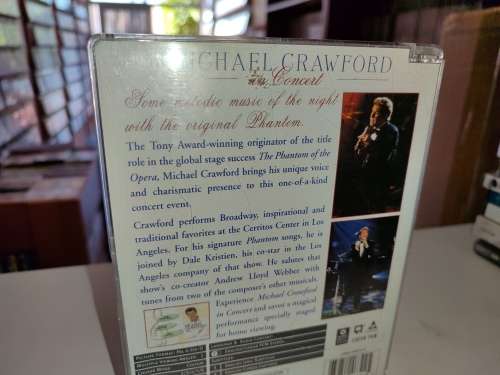 MICHAEL CRAWFORD
in Concert
Some melodic music of the night
with the original Phantom.
The Tony Award-winning originator of the title
role in the global stage success The Phantom of the
Opera, Michael Crawford brings his unique voice
and charismatic presence to this one-of-a-kind
concert event.
Crawford performs Broadway, inspirational and
traditional favorites at the Cerritos Center in Los
Angeles. For his signature Phantom songs, he is
joined by Dale Kristien, his co-star in the Los
Angeles company of that show. He salutes that
show's co-creator Andrew Lloyd Webber with
tunes from two of the composer's other musicals.
Experience Michael Crawford
in Concert and savor a magical
performance specially staged
for home viewing.